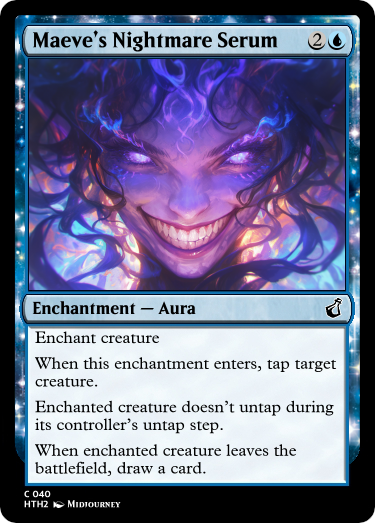 Maeve's Nightmare Serum 2
Enchantment — Aura
Enchant creature
When this enchantment enters, tap target
creature.
Enchanted creature doesn't untap during
its controller's untap step.
When enchanted creature leaves the
battlefield, draw a card.
C 040
HTH2 Midjourney